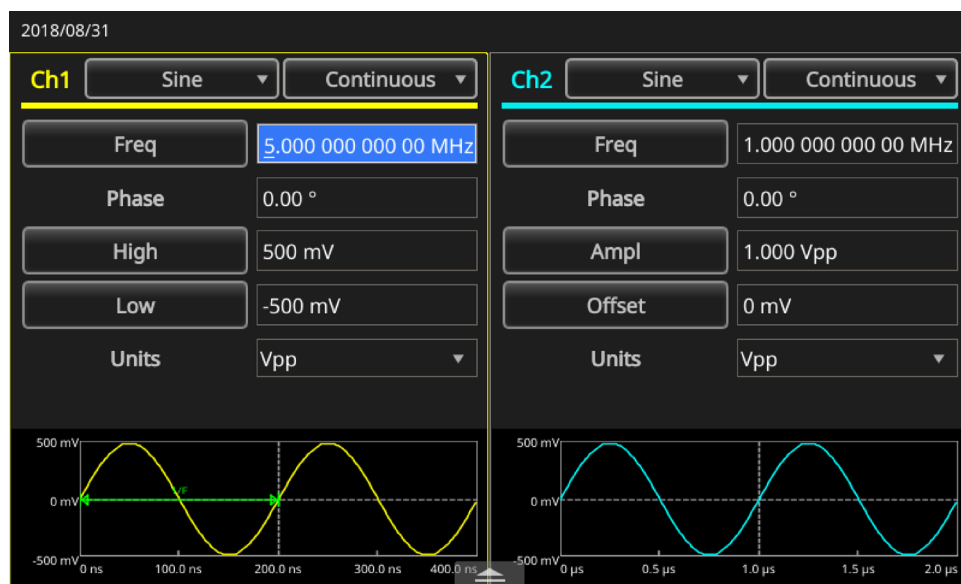 2018/08/31
Ch1 Sine Continuous
Freq 5.000 000 000 00 MHz
Phase 0.00 °
High 500 mV
Low -500 mV
Units Vpp
500 mV
0 mV
-500 mV
0 ns 100.0 ns 200.0 ns 300.0 ns 400.0 ns
1/F
Ch2 Sine Continuous
Freq 1.000 000 000 00 MHz
Phase 0.00 °
Ampl 1.000 Vpp
Offset 0 mV
Units Vpp
500 mV
0 mV
-500 mV
0 µs 0.5 µs 1.0 µs 1.5 µs 2.0 µs